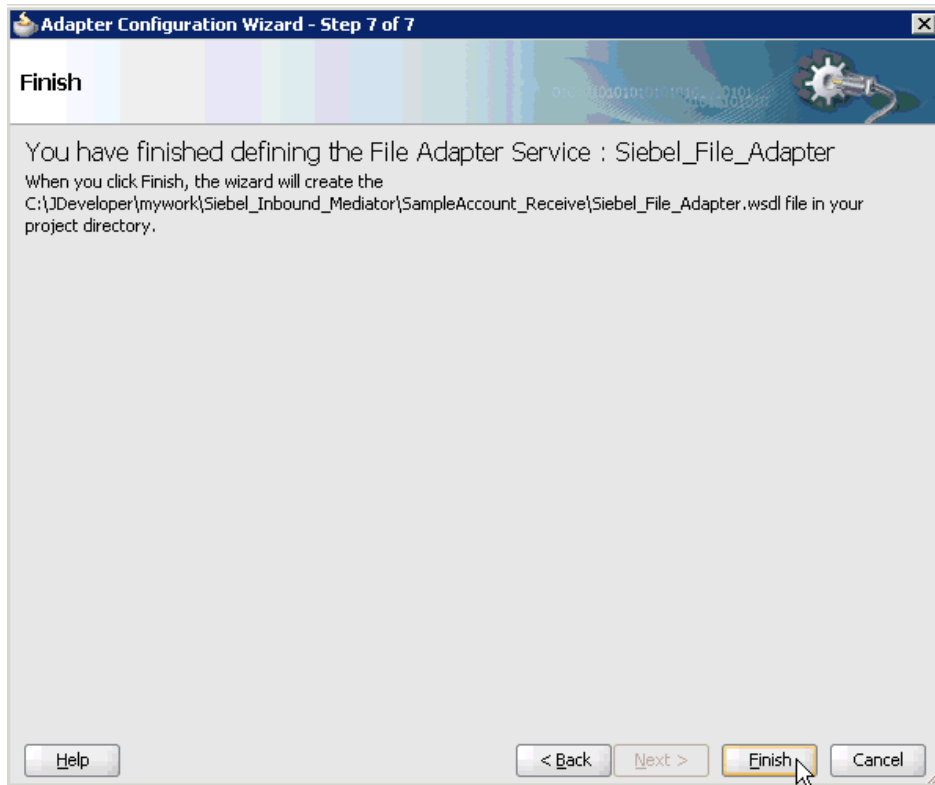 Adapter Configuration Wizard - Step 7 of 7
Finish
You have finished defining the File Adapter Service : Siebel_File_Adapter
When you click Finish, the wizard will create the
C:\JDeveloper\mywork\Siebel_Inbound_Mediator\SampleAccount_Receive\Siebel_File_Adapter.wsdl file in your
project directory.
Help
< Back
Next >
Finish
Cancel